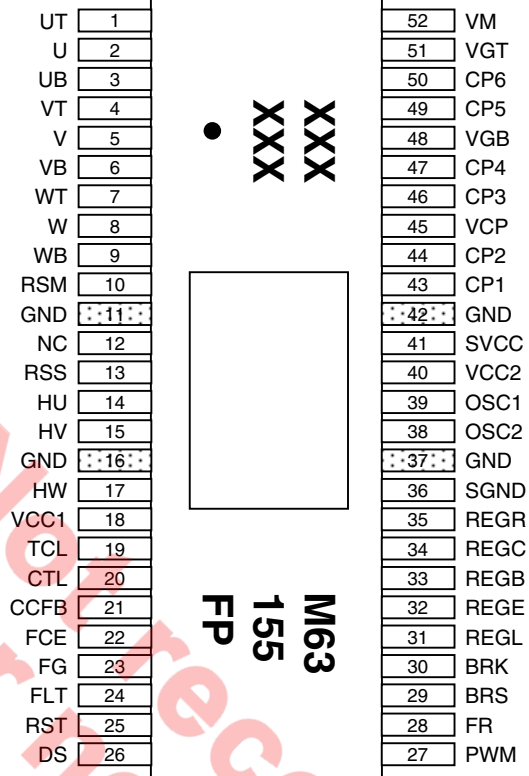 UT 1 52 VM
U 2 51 VGT
UB 3 50 CP6
VT 4 49 CP5
V 5 48 VGB
VB 6 47 CP4
WT 7 46 CP3
W 8 45 VCP
WB 9 44 CP2
RSM 10 43 CP1
GND 11 42 GND
NC 12 41 SVCC
RSS 13 40 VCC2
HU 14 39 OSC1
HV 15 38 OSC2
GND 16 37 GND
HW 17 36 SGND
VCC1 18 35 REGR
TCL 19 34 REGC
CTL 20 33 REGB
CCFB 21 32 REGE
FCE 22 31 REGL
FG 23 30 BRK
FLT 24 29 BRS
RST 25 28 FR
DS 26 27 PWM
XXX
XXX
M63
155
FP
Not rec